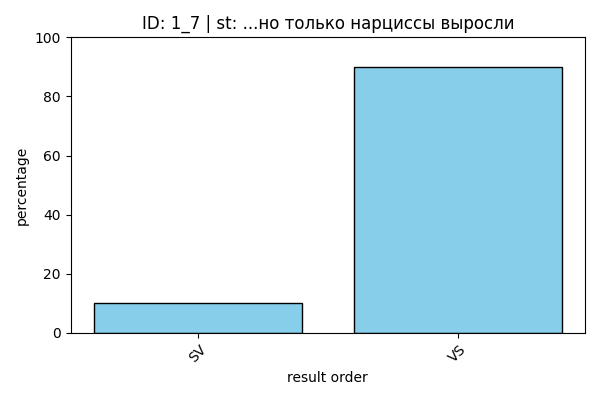 ID: 1_7 | st: ...но только нарциссы выросли
100
80
60
40
20
0
percentage
SV
VS
result order